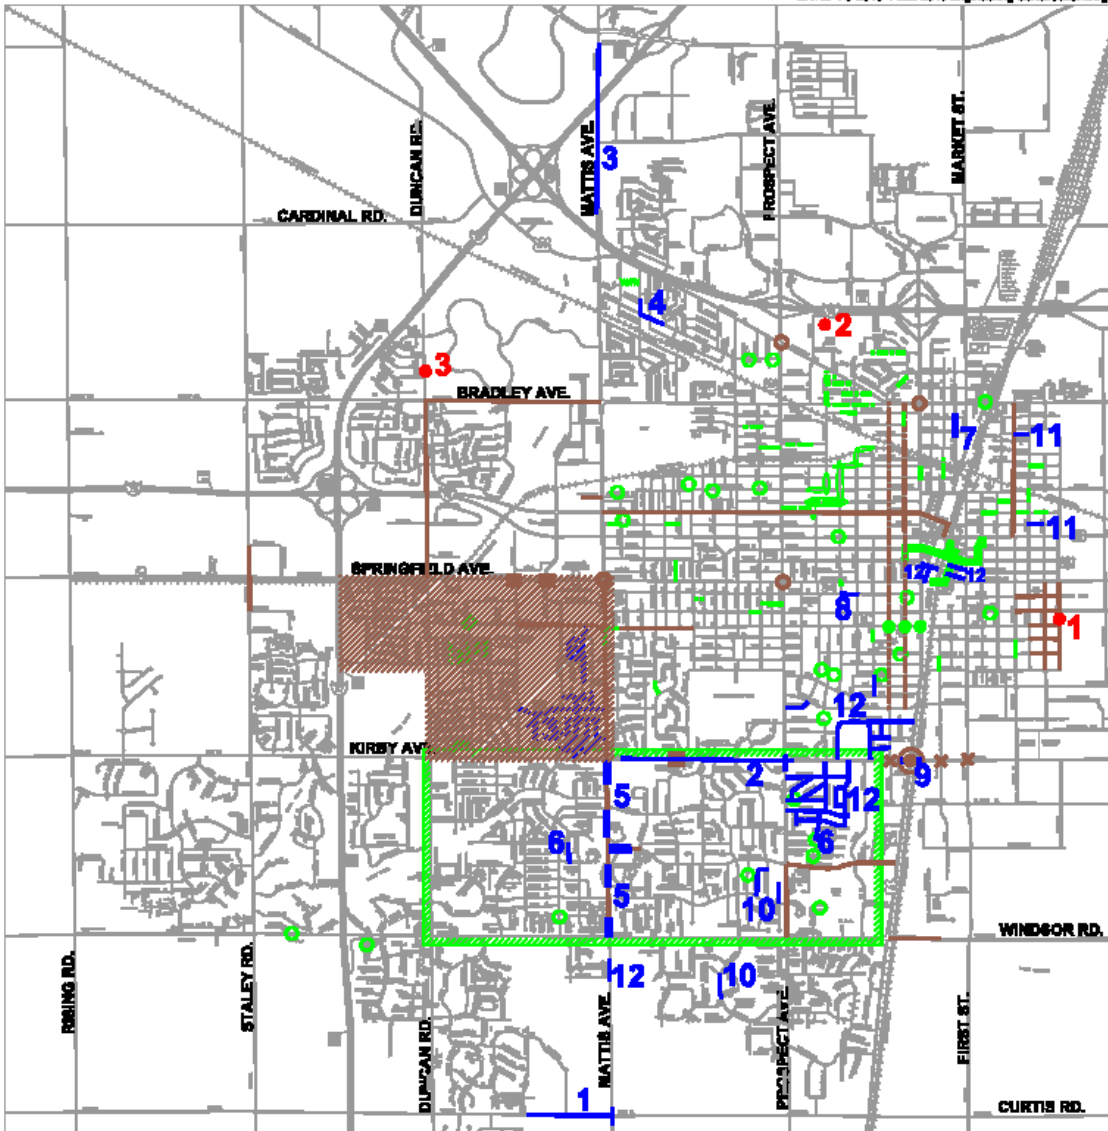 MATTIS AVE.
DUNCAN RD.
PROSPECT AVE.
MARKET ST.
3
CARDINAL RD.
4
2
3
BRADLEY AVE.
7
11
11
SPRINGFIELD AVE.
12
12
8
1
12
KIRBY AVE.
2
9
5
12
6
6
5
10
WINDSOR RD.
RISING RD.
STALEY RD.
12
10
DUNCAN RD.
MATTIS AVE.
PROSPECT AVE.
FIRST ST.
1
CURTIS RD.